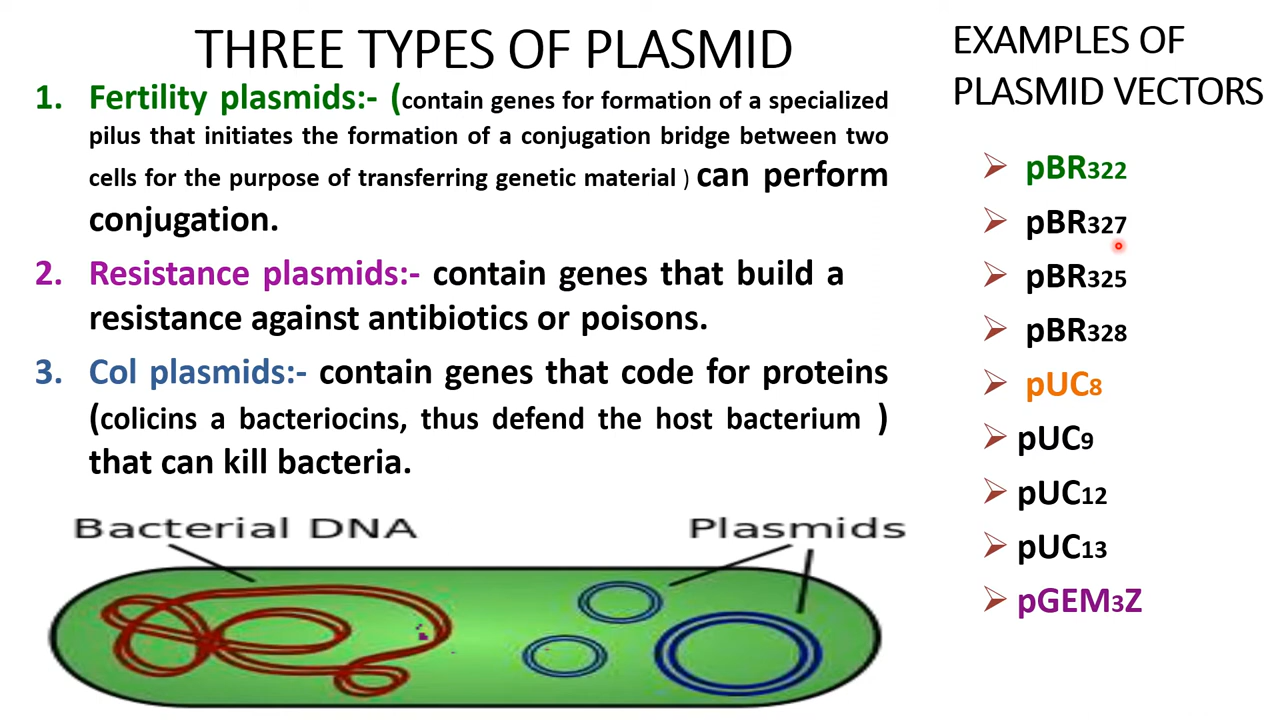 THREE TYPES OF PLASMID
1. Fertility plasmids:- (contain genes for formation of a specialized
pilus that initiates the formation of a conjugation bridge between two
cells for the purpose of transferring genetic material ) can perform
conjugation.
2. Resistance plasmids:- contain genes that build a
resistance against antibiotics or poisons.
3. Col plasmids:- contain genes that code for proteins
(colicins a bacteriocins, thus defend the host bacterium )
that can kill bacteria.
Bacterial DNA
Plasmids
EXAMPLES OF
PLASMID VECTORS
➢ pBR322
➢ pBR327
➢ pBR325
➢ pBR328
➢ pUC8
➢ pUC9
➢ pUC12
➢ pUC13
➢ pGEM3Z